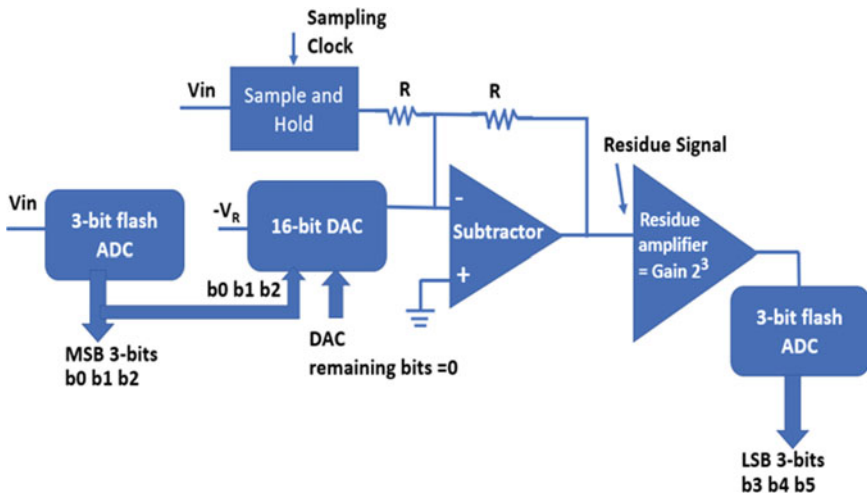 Sampling
Clock
Vin
Sample and
Hold
R
R
Residue Signal
Vin
3-bit flash
ADC
-VR
16-bit DAC
-
Subtractor
+
Residue
amplifier
= Gain 2³
b0 b1 b2
MSB 3-bits
b0 b1 b2
DAC
remaining bits =0
3-bit flash
ADC
LSB 3-bits
b3 b4 b5